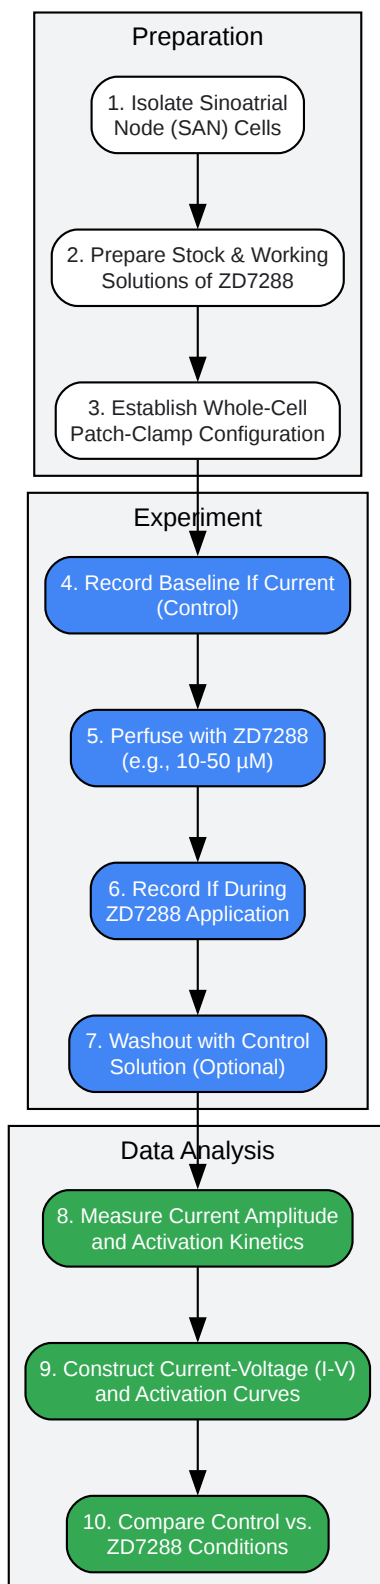 Preparation
1. Isolate Sinoatrial
Node (SAN) Cells
2. Prepare Stock & Working
Solutions of ZD7288
3. Establish Whole-Cell
Patch-Clamp Configuration
Experiment
4. Record Baseline If Current
(Control)
5. Perfuse with ZD7288
(e.g., 10-50 µM)
6. Record If During
ZD7288 Application
7. Washout with Control
Solution (Optional)
Data Analysis
8. Measure Current Amplitude
and Activation Kinetics
9. Construct Current-Voltage (I-V)
and Activation Curves
10. Compare Control vs.
ZD7288 Conditions